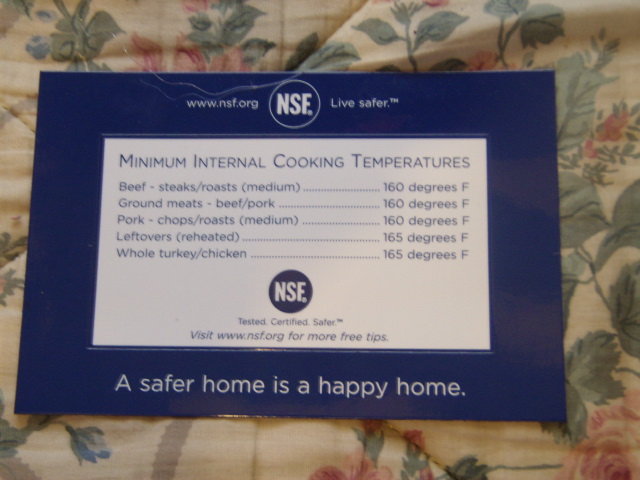 www.nsf.org NSF® Live safer.™
MINIMUM INTERNAL COOKING TEMPERATURES
Beef - steaks/roasts (medium) ........................ 160 degrees F
Ground meats - beef/pork ................................ 160 degrees F
Pork - chops/roasts (medium) ......................... 160 degrees F
Leftovers (reheated) .......................................... 165 degrees F
Whole turkey/chicken ........................................ 165 degrees F
NSF®
Tested. Certified. Safer.™
Visit www.nsf.org for more free tips.
A safer home is a happy home.